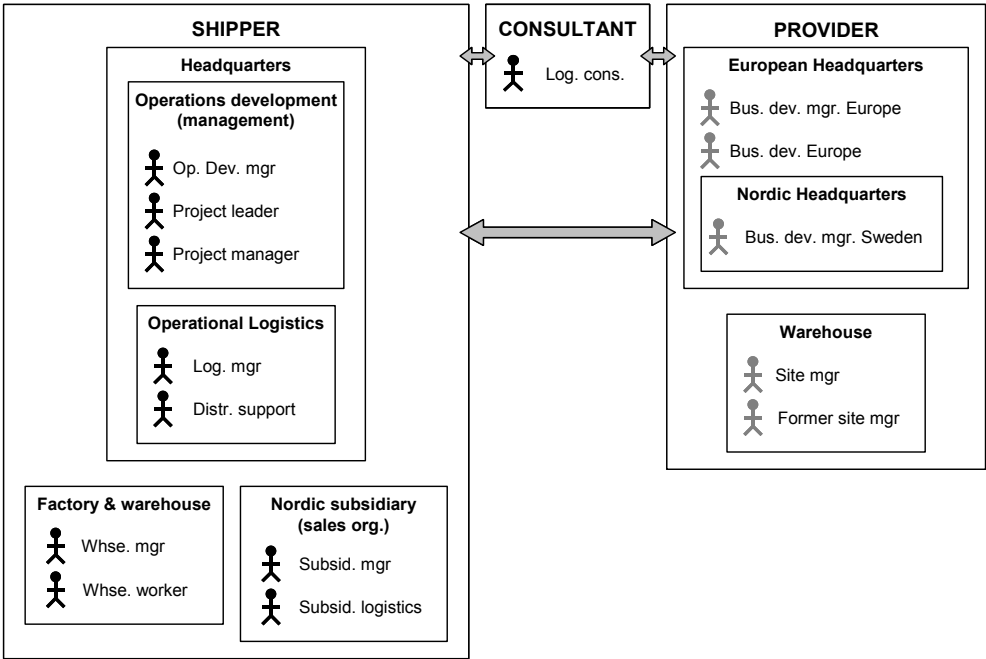 SHIPPER
Headquarters
Operations development
(management)
Op. Dev. mgr
Project leader
Project manager
Operational Logistics
Log. mgr
Distr. support
Factory & warehouse
Whse. mgr
Whse. worker
Nordic subsidiary
(sales org.)
Subsid. mgr
Subsid. logistics
CONSULTANT
Log. cons.
PROVIDER
European Headquarters
Bus. dev. mgr. Europe
Bus. dev. Europe
Nordic Headquarters
Bus. dev. mgr. Sweden
Warehouse
Site mgr
Former site mgr